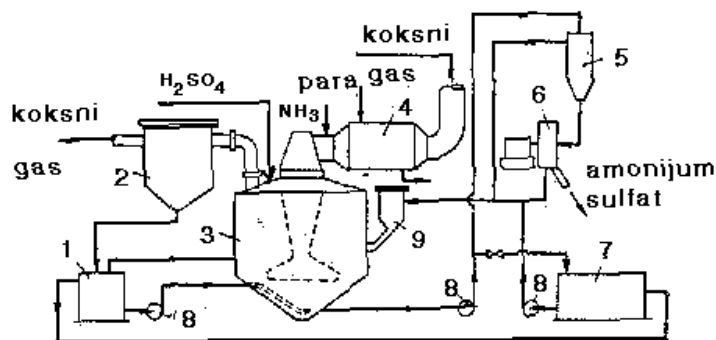 koksni
H₂SO₄
para gas
5
koksni
NH₃
4
6
gas
2
amonijum
sulfat
3
9
1
7
8
8
8